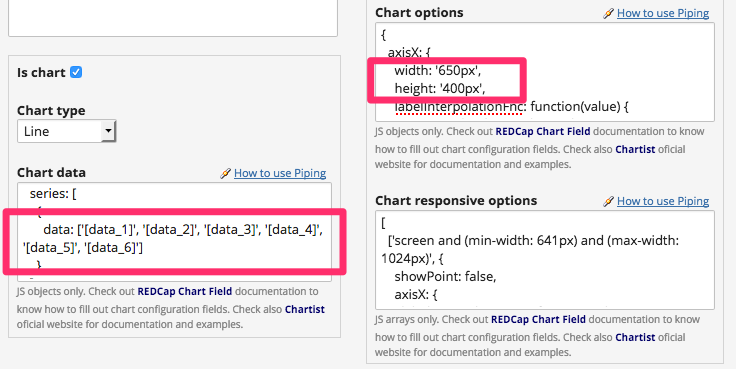 Is chart
Chart type
Line
Chart data
How to use Piping
series: [
{
data: ['[data_1]', '[data_2]', '[data_3]', '[data_4]',
'[data_5]', '[data_6]']
}
JS objects only. Check out REDCap Chart Field documentation to
know how to fill out chart configuration fields. Check also Chartist
oficial website for documentation and examples.
Chart options
How to use Piping
{
axisX: {
width: '650px',
height: '400px',
labelInterpolationFnc: function(value) {
JS objects only. Check out REDCap Chart Field documentation to know
how to fill out chart configuration fields. Check also Chartist oficial
website for documentation and examples.
Chart responsive options
How to use Piping
[
['screen and (min-width: 641px) and (max-width:
1024px)', {
showPoint: false,
axisX: {
JS arrays only. Check out REDCap Chart Field documentation to know
how to fill out chart configuration fields. Check also Chartist oficial
website for documentation and examples.